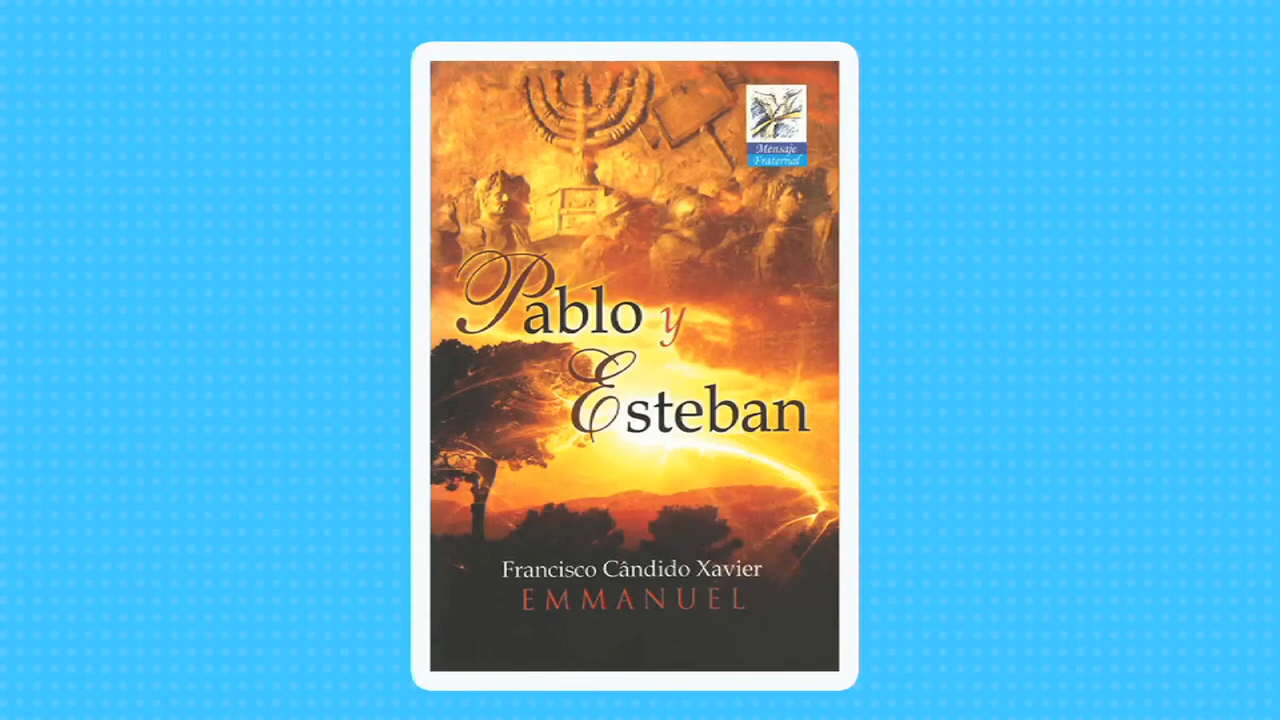 Mensaje
Fraternal
Pablo y
Esteban
Francisco Cândido Xavier
EMMANUEL